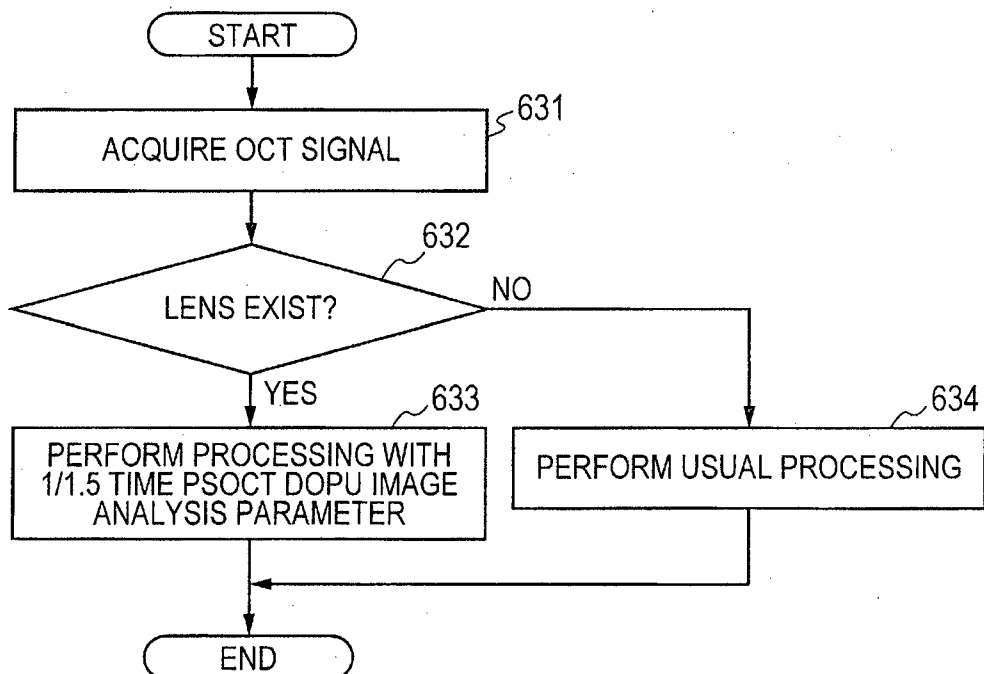 START
631
ACQUIRE OCT SIGNAL
632
LENS EXIST?
NO
YES
633
PERFORM PROCESSING WITH
1/1.5 TIME PSOCT DOPU IMAGE
ANALYSIS PARAMETER
634
PERFORM USUAL PROCESSING
END